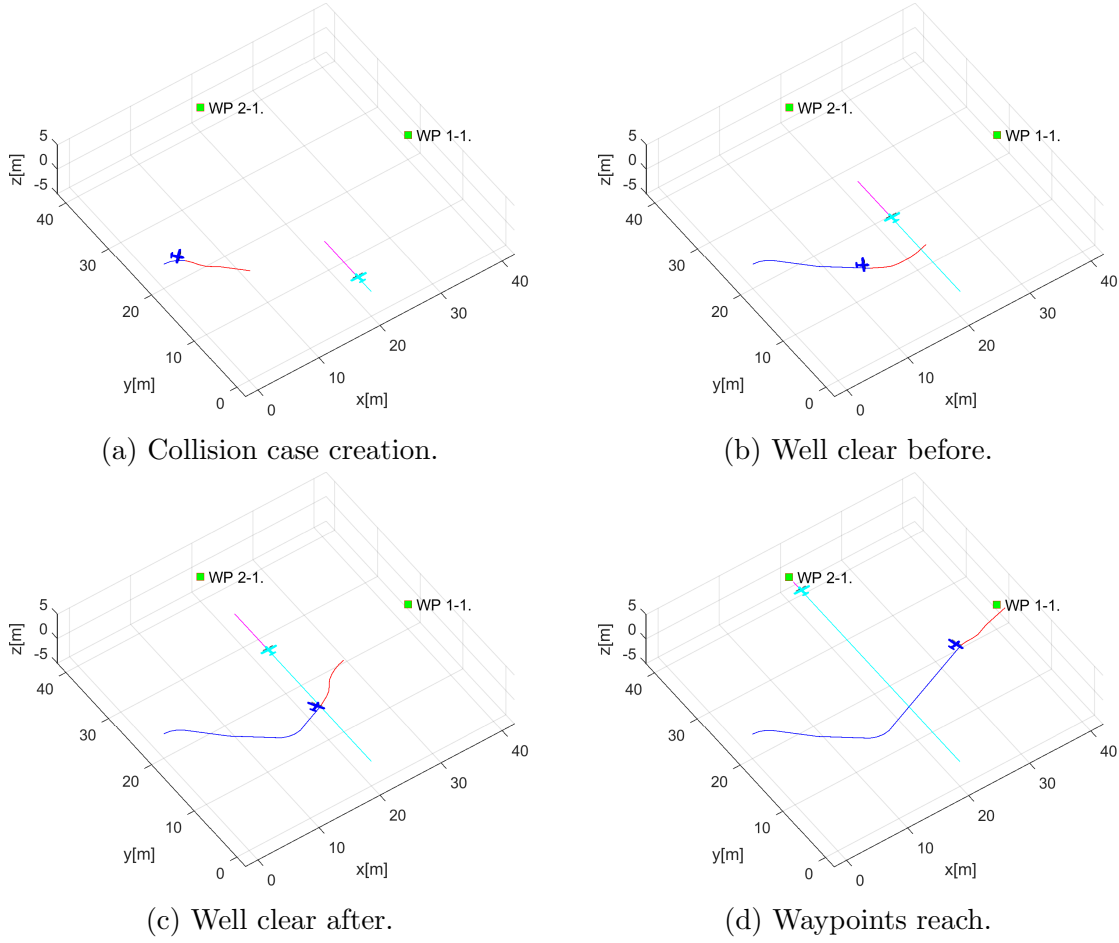 WP 2-1.
WP 1-1.
5
0
-5
z[m]
40
30
20
10
0
y[m]
0
10
20
30
40
x[m]
(a) Collision case creation.
WP 2-1.
WP 1-1.
5
0
-5
z[m]
40
30
20
10
0
y[m]
0
10
20
30
40
x[m]
(b) Well clear before.
WP 2-1.
WP 1-1.
5
0
-5
z[m]
40
30
20
10
0
y[m]
0
10
20
30
40
x[m]
(c) Well clear after.
WP 2-1.
WP 1-1.
5
0
-5
z[m]
40
30
20
10
0
y[m]
0
10
20
30
40
x[m]
(d) Waypoints reach.